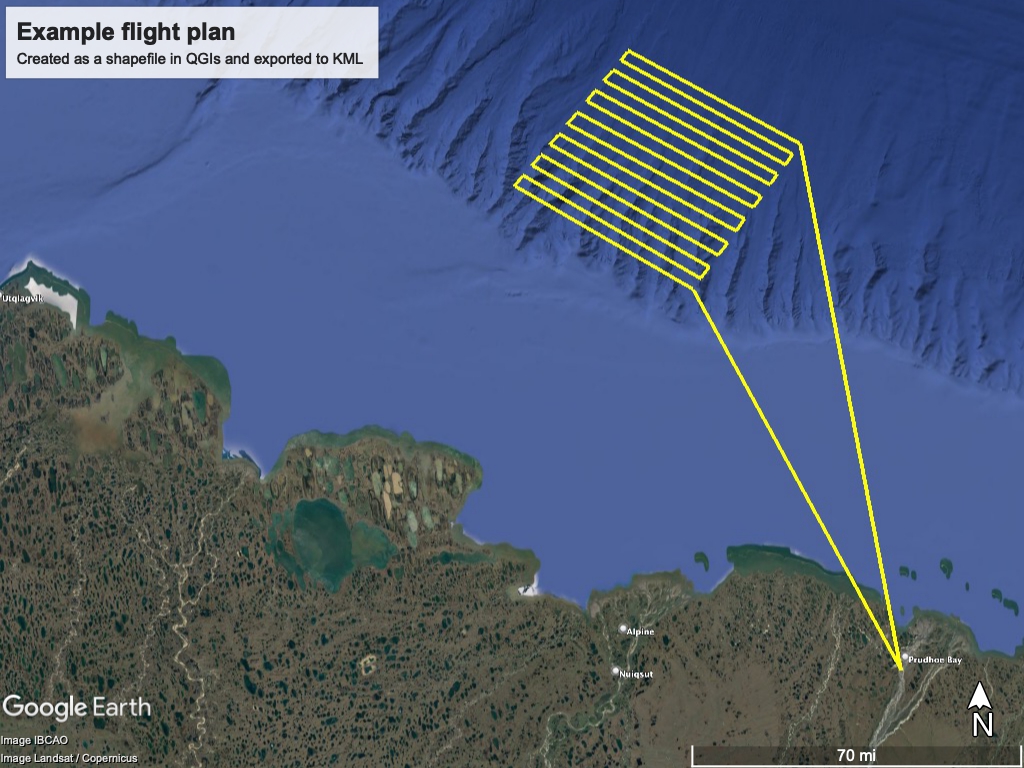 Example flight plan
Created as a shapefile in QGIs and exported to KML
Utqiagvik
Alpine
Nuiqsut
Prudhoe Bay
Google Earth
N
Image IBCAO
70 mi
Image Landsat / Copernicus